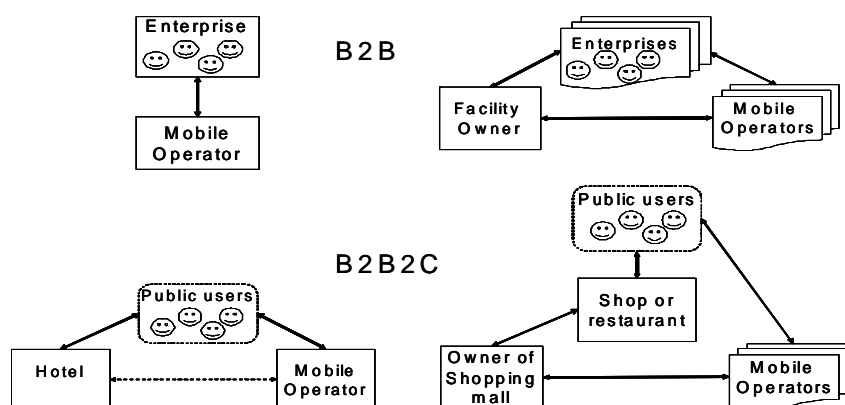 Enterprise
Mobile
Operator
B2B
Enterprises
Facility
Owner
Mobile
Operators
B2B2C
Public users
Hotel
Mobile
Operator
Public users
Shop or
restaurant
Owner of
Shopping
mall
Mobile
Operators